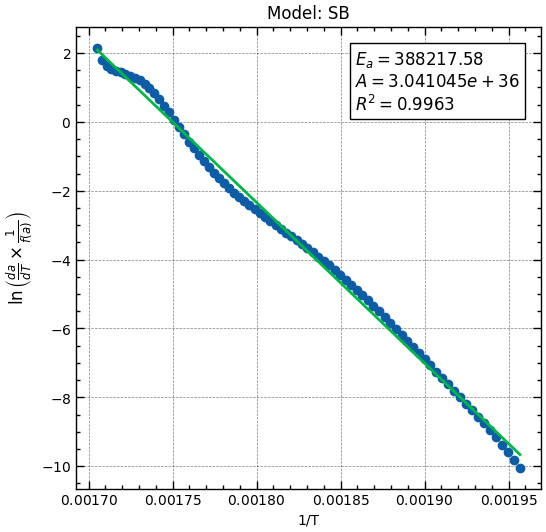 Model: SB
E_a = 388217.58
A = 3.041045e + 36
R^2 = 0.9963
ln(da/dT × 1/f(a))
2
0
−2
−4
−6
−8
−10
0.00170 0.00175 0.00180 0.00185 0.00190 0.00195
1/T